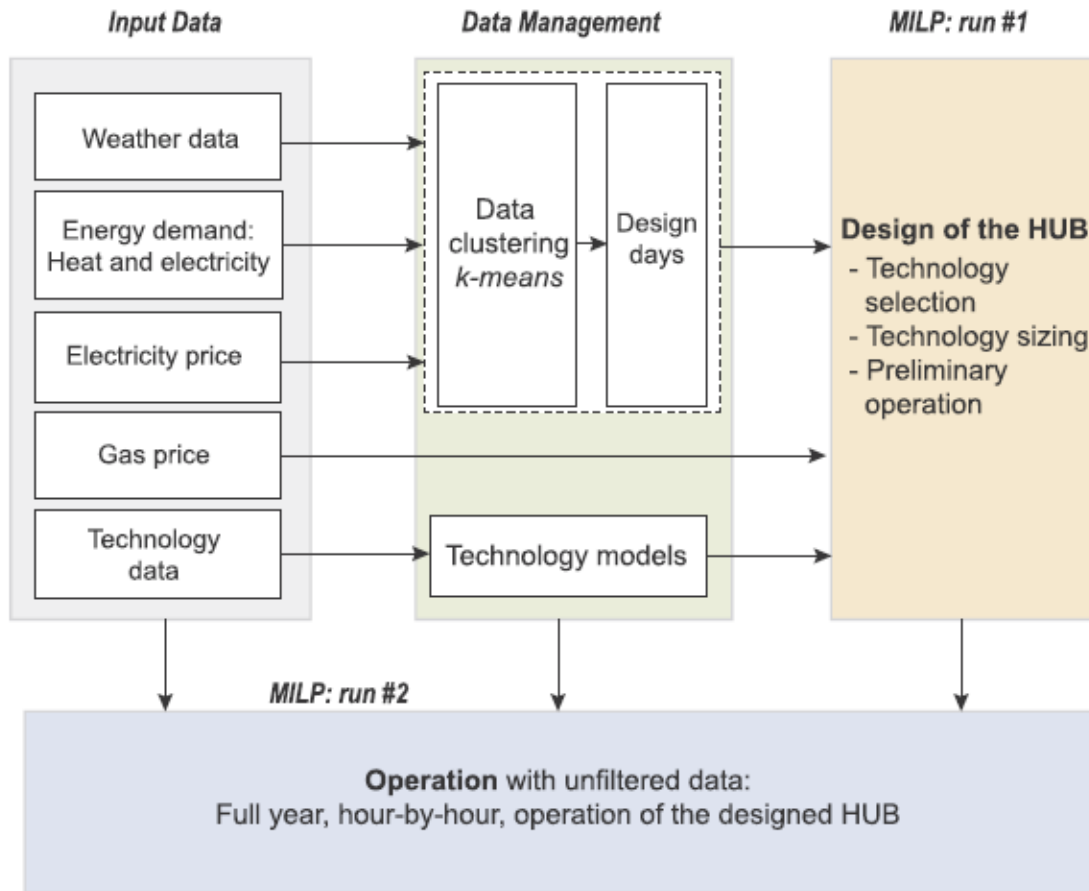 Input Data
Data Management
MILP: run #1
Weather data
Energy demand:
Heat and electricity
Electricity price
Gas price
Technology
data
Data
clustering
k-means
Design
days
Technology models
Design of the HUB
- Technology
selection
- Technology sizing
- Preliminary
operation
MILP: run #2
Operation with unfiltered data:
Full year, hour-by-hour, operation of the designed HUB